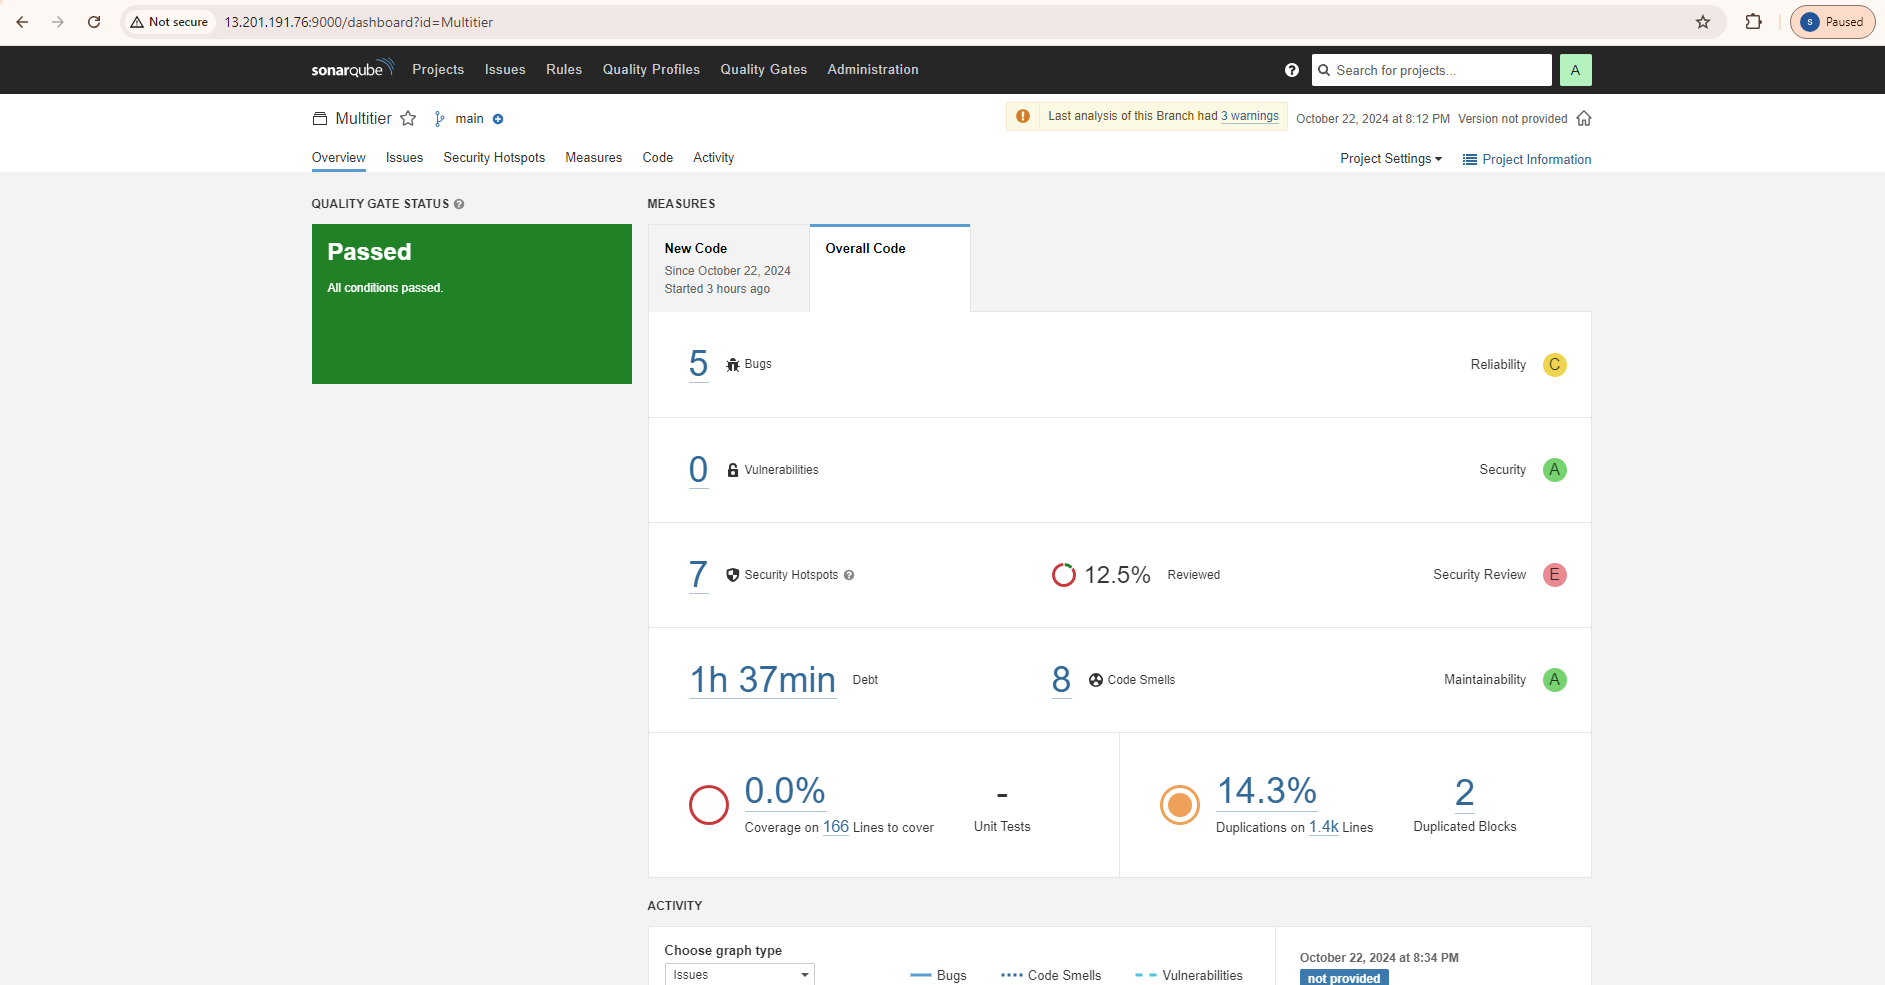 Not secure 13.201.191.76:9000/dashboard?id=Multitier S Paused
sonarqube Projects Issues Rules Quality Profiles Quality Gates Administration Search for projects... A
Multitier main Last analysis of this Branch had 3 warnings October 22, 2024 at 8:12 PM Version not provided
Overview Issues Security Hotspots Measures Code Activity Project Settings Project Information
QUALITY GATE STATUS
Passed
All conditions passed.
MEASURES
New Code
Since October 22, 2024
Started 3 hours ago
Overall Code
5 Bugs Reliability C
0 Vulnerabilities Security A
7 Security Hotspots 12.5% Reviewed Security Review E
1h 37min Debt 8 Code Smells Maintainability A
0.0%
Coverage on 166 Lines to cover
-
Unit Tests
14.3%
Duplications on 1.4k Lines
2
Duplicated Blocks
ACTIVITY
Choose graph type
Issues
Bugs Code Smells Vulnerabilities
October 22, 2024 at 8:34 PM
not provided